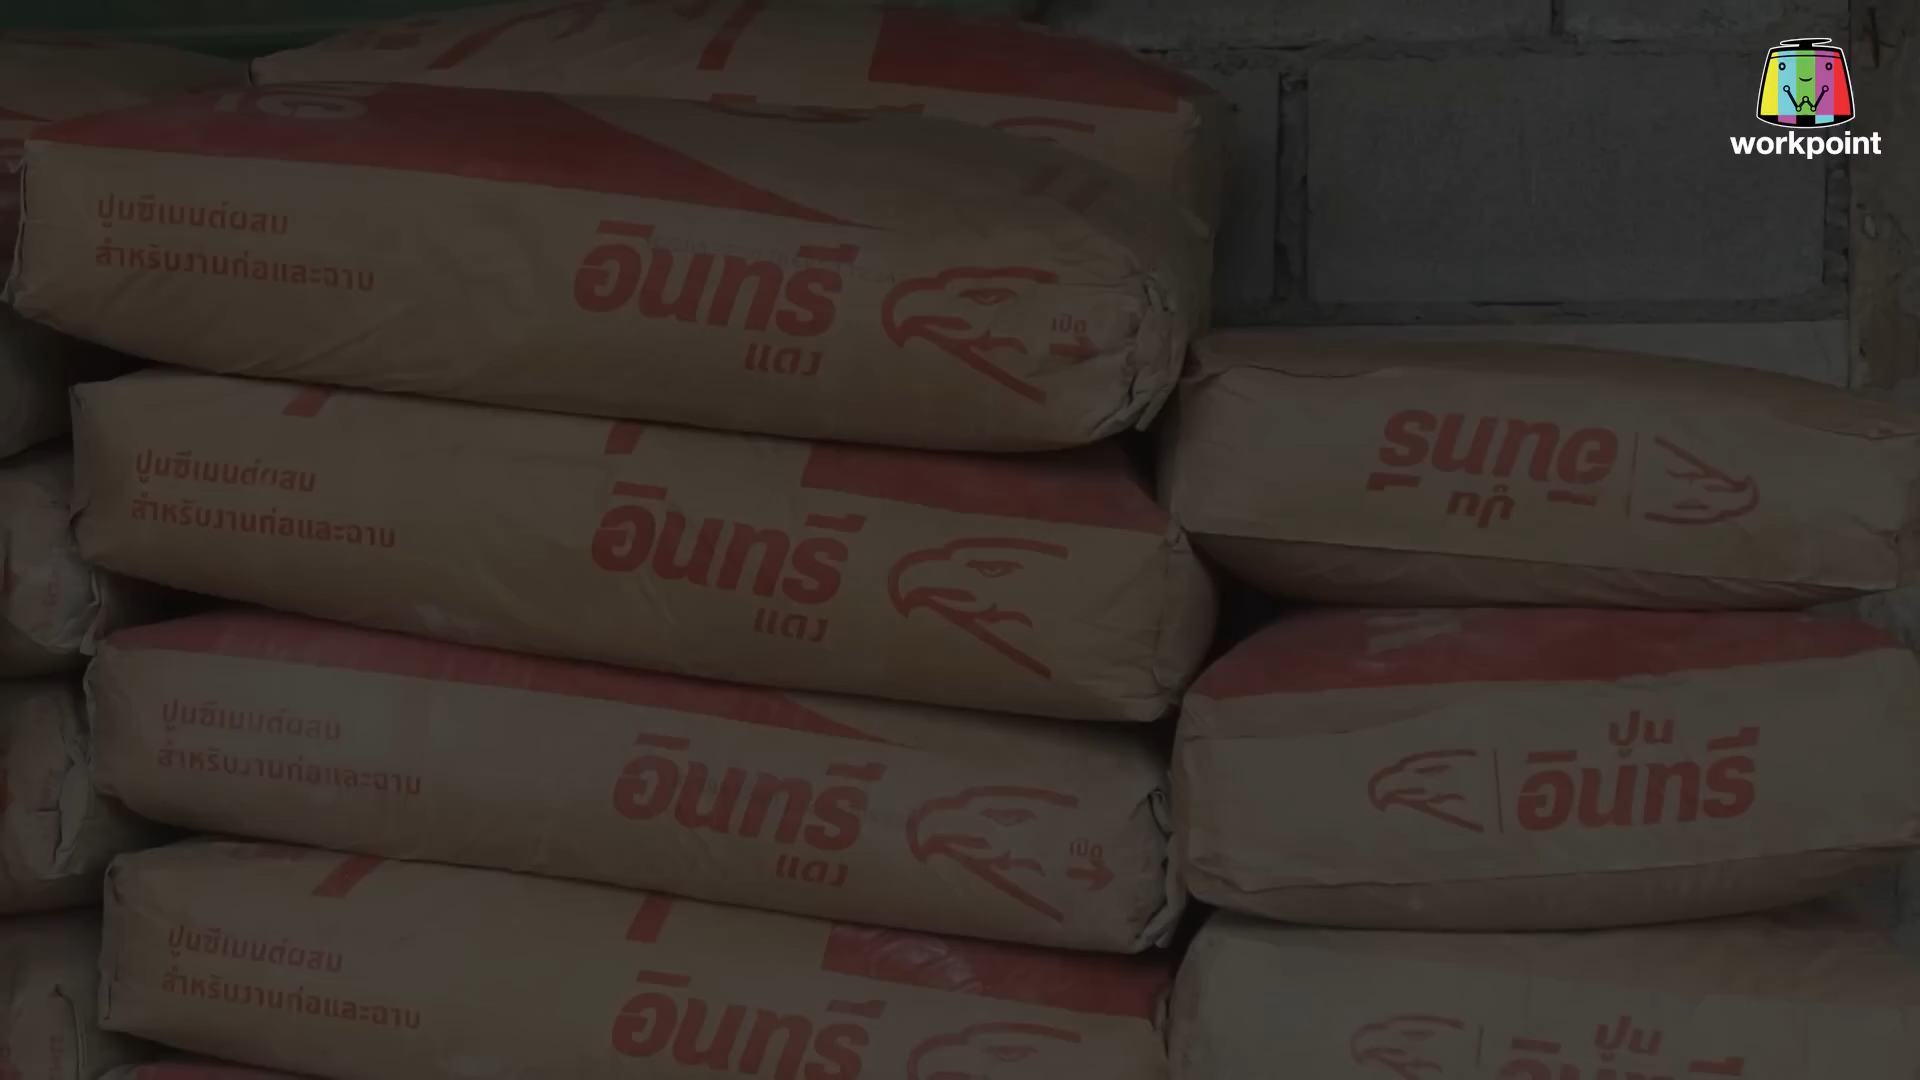 workpoint
ปูนซีเมนต์ผสม
สำหรับงานก่อและฉาบ
อินทรี
แดง
เปิด
ปูนซีเมนต์ผสม
สำหรับงานก่อและฉาบ
อินทรี
แดง
ปูน
อินทรี
ปูนซีเมนต์ผสม
สำหรับงานก่อและฉาบ
อินทรี
แดง
เปิด
ปูน
อินทรี
ปูนซีเมนต์ผสม
สำหรับงานก่อและฉาบ
อินทรี
ปูน
อินทรี